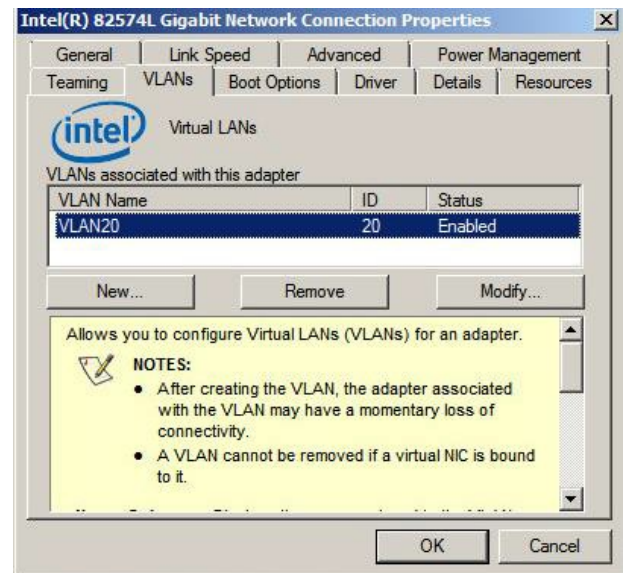 Intel(R) 82574L Gigabit Network Connection Properties
General Link Speed Advanced Power Management
Teaming VLANs Boot Options Driver Details Resources
intel Virtual LANs
VLANs associated with this adapter
VLAN Name ID Status
VLAN20 20 Enabled
New... Remove Modify...
Allows you to configure Virtual LANs (VLANs) for an adapter.
NOTES:
• After creating the VLAN, the adapter associated
with the VLAN may have a momentary loss of
connectivity.
• A VLAN cannot be removed if a virtual NIC is bound
to it.
OK Cancel